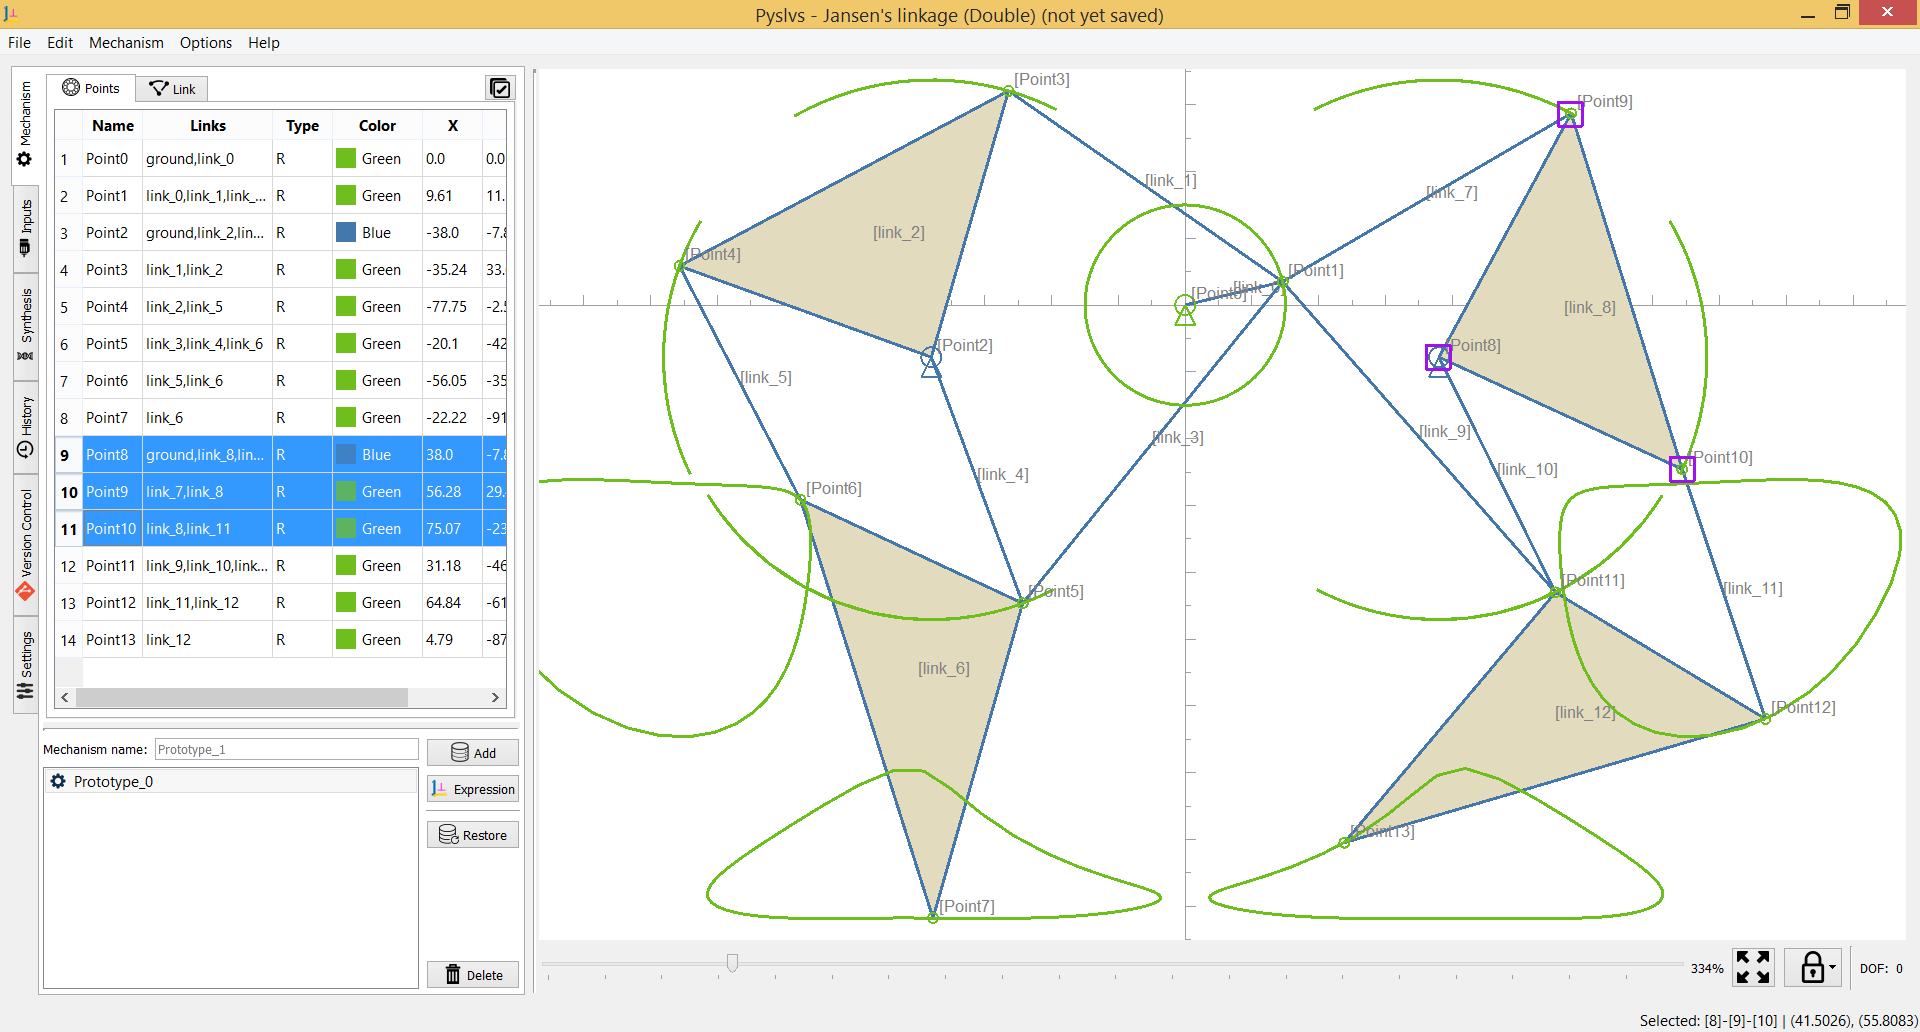 Pyslvs - Jansen's linkage (Double) (not yet saved)
File Edit Mechanism Options Help
Mechanism
Inputs
Synthesis
History
Version Control
Settings
Points Link
Name Links Type Color X
1 Point0 ground,link_0 R Green 0.0 0.0
2 Point1 link_0,link_1,link_... R Green 9.61 11.
3 Point2 ground,link_2,lin... R Blue -38.0 -7.8
4 Point3 link_1,link_2 R Green -35.24 33.
5 Point4 link_2,link_5 R Green -77.75 -2.5
6 Point5 link_3,link_4,link_6 R Green -20.1 -42
7 Point6 link_5,link_6 R Green -56.05 -35
8 Point7 link_6 R Green -22.22 -91
9 Point8 ground,link_8,lin... R Blue 38.0 -7.8
10 Point9 link_7,link_8 R Green 56.28 29.
11 Point10 link_8,link_11 R Green 75.07 -23
12 Point11 link_9,link_10,link... R Green 31.18 -46
13 Point12 link_11,link_12 R Green 64.84 -61
14 Point13 link_12 R Green 4.79 -87
Mechanism name: Prototype_1
Add
Prototype_0
Expression
Restore
Delete
[Point3]
[Point9]
[link_1]
[link_7]
[link_2]
[Point4]
[Point1]
[Point0]
[link_8]
[Point2]
[Point8]
[link_5]
[link_9]
[link_3]
[Point10]
[link_10]
[link_4]
[Point6]
[Point11]
[link_11]
[Point5]
[link_6]
[Point12]
[link_12]
[Point13]
[Point7]
334%
DOF: 0
Selected: [8]-[9]-[10] | (41.5026), (55.8083)